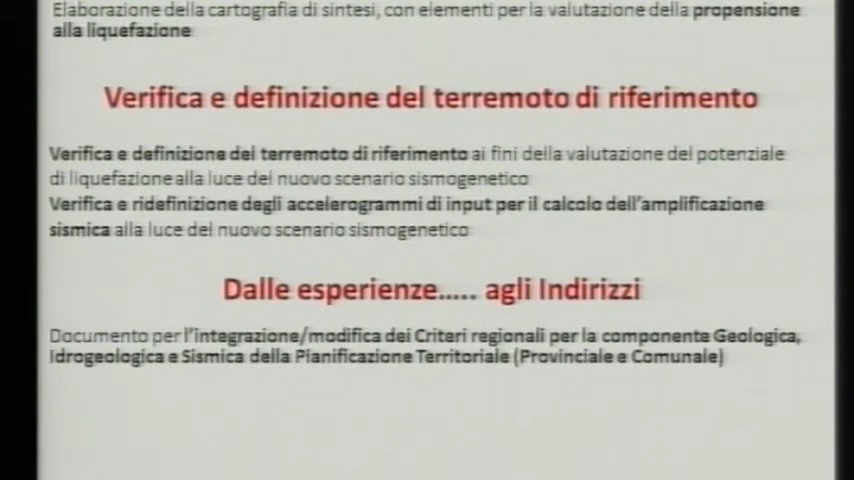 Elaborazione della cartografia di sintesi, con elementi per la valutazione della propensione
alla liquefazione
Verifica e definizione del terremoto di riferimento
Verifica e definizione del terremoto di riferimento ai fini della valutazione del potenziale
di liquefazione alla luce del nuovo scenario sismogenetico
Verifica e ridefinizione degli accelerogrammi di input per il calcolo dell'amplificazione
sismica alla luce del nuovo scenario sismogenetico
Dalle esperienze..... agli Indirizzi
Documento per l'integrazione/modifica dei Criteri regionali per la componente Geologica,
Idrogeologica e Sismica della Pianificazione Territoriale (Provinciale e Comunale)